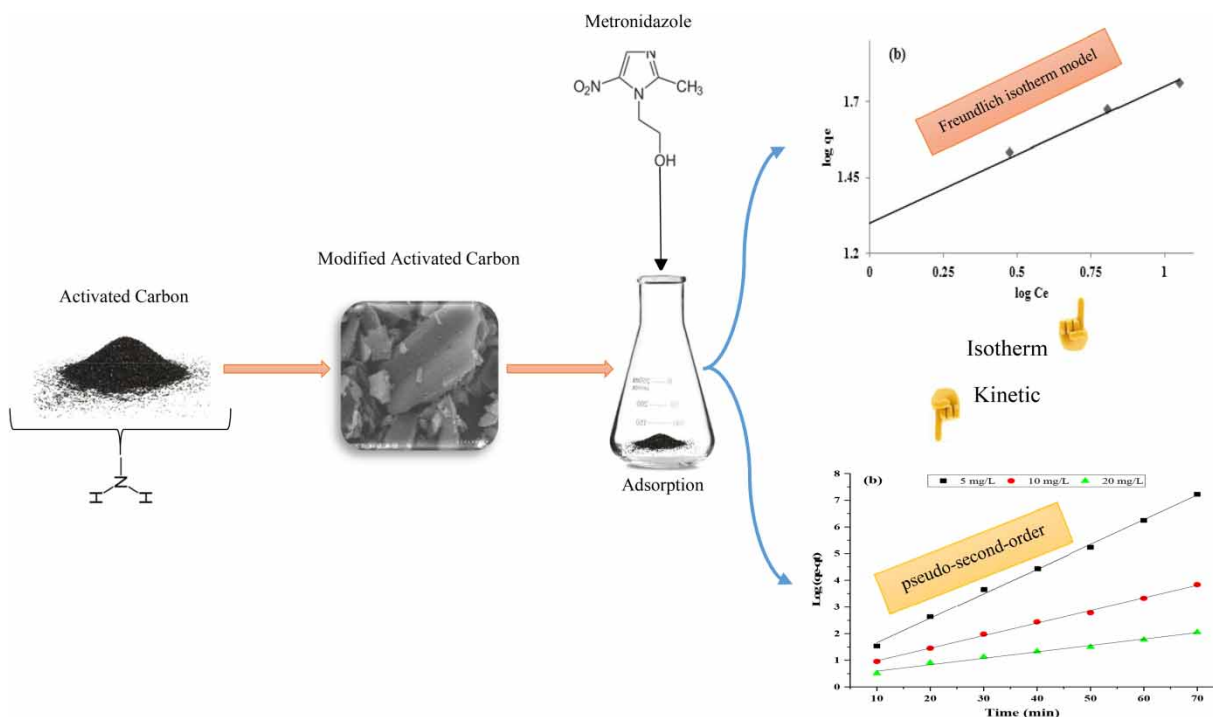 Metronidazole
N
O₂N
N
CH₃
OH
Modified Activated Carbon
Activated Carbon
N
H
H
Adsorption
(b)
Freundlich isotherm model
log qe
1.7
1.45
1.2
0
0.25
0.5
0.75
1
log Ce
Isotherm
Kinetic
(b)
5 mg/L
10 mg/L
20 mg/L
pseudo-second-order
Log (qe-qt)
8
7
6
5
4
3
2
1
0
10
20
30
40
50
60
70
Time (min)